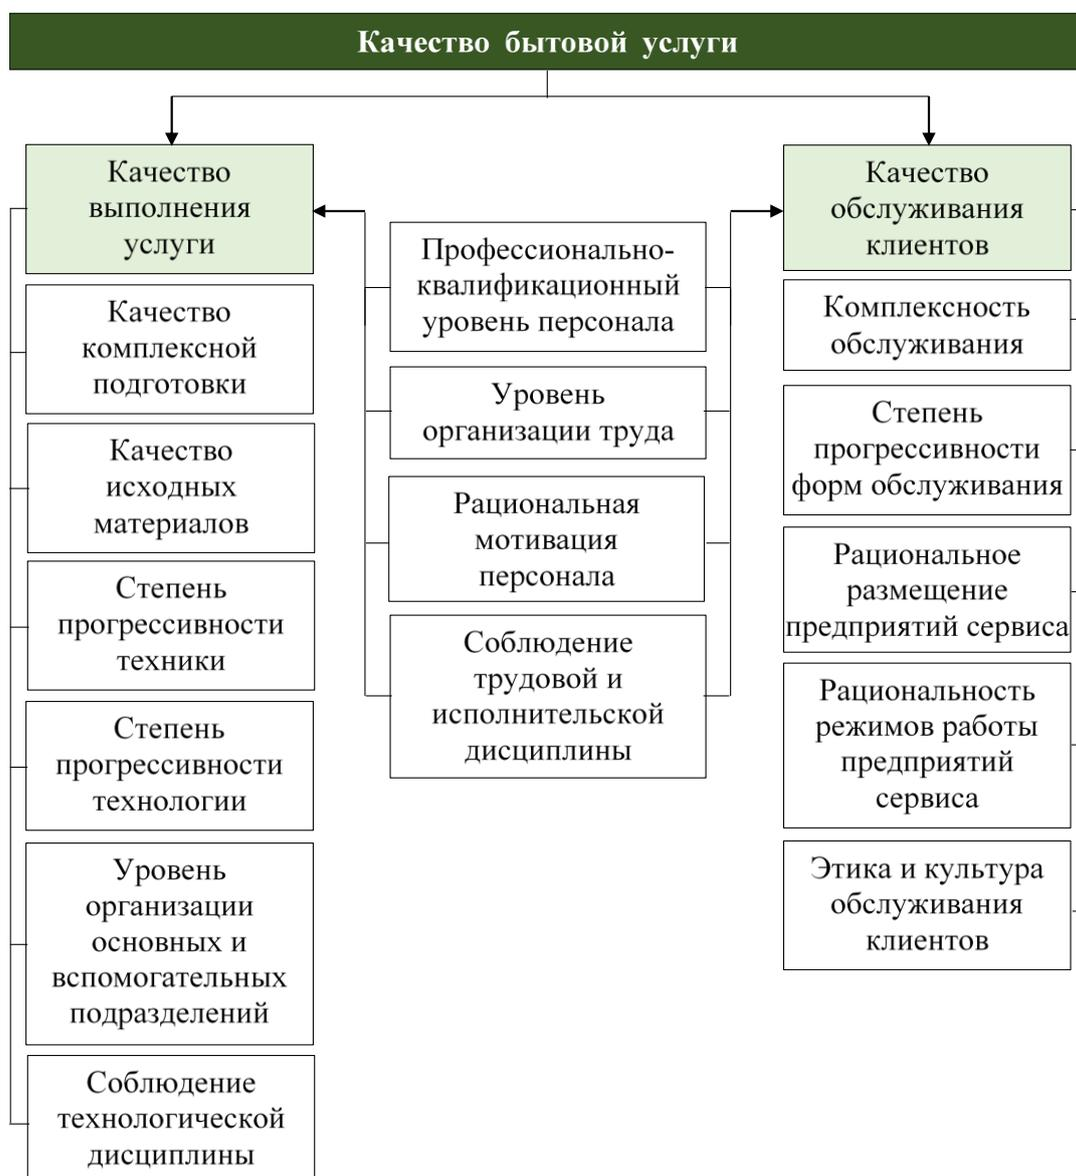 Качество бытовой услуги
Качество
выполнения
услуги
Качество
комплексной
подготовки
Качество
исходных
материалов
Степень
прогрессивности
техники
Степень
прогрессивности
технологии
Уровень
организации
основных и
вспомогательных
подразделений
Соблюдение
технологической
дисциплины
Профессионально-
квалификационный
уровень персонала
Уровень
организации труда
Рациональная
мотивация
персонала
Соблюдение
трудовой и
исполнительской
дисциплины
Качество
обслуживания
клиентов
Комплексность
обслуживания
Степень
прогрессивности
форм обслуживания
Рациональное
размещение
предприятий сервиса
Рациональность
режимов работы
предприятий
сервиса
Этика и культура
обслуживания
клиентов